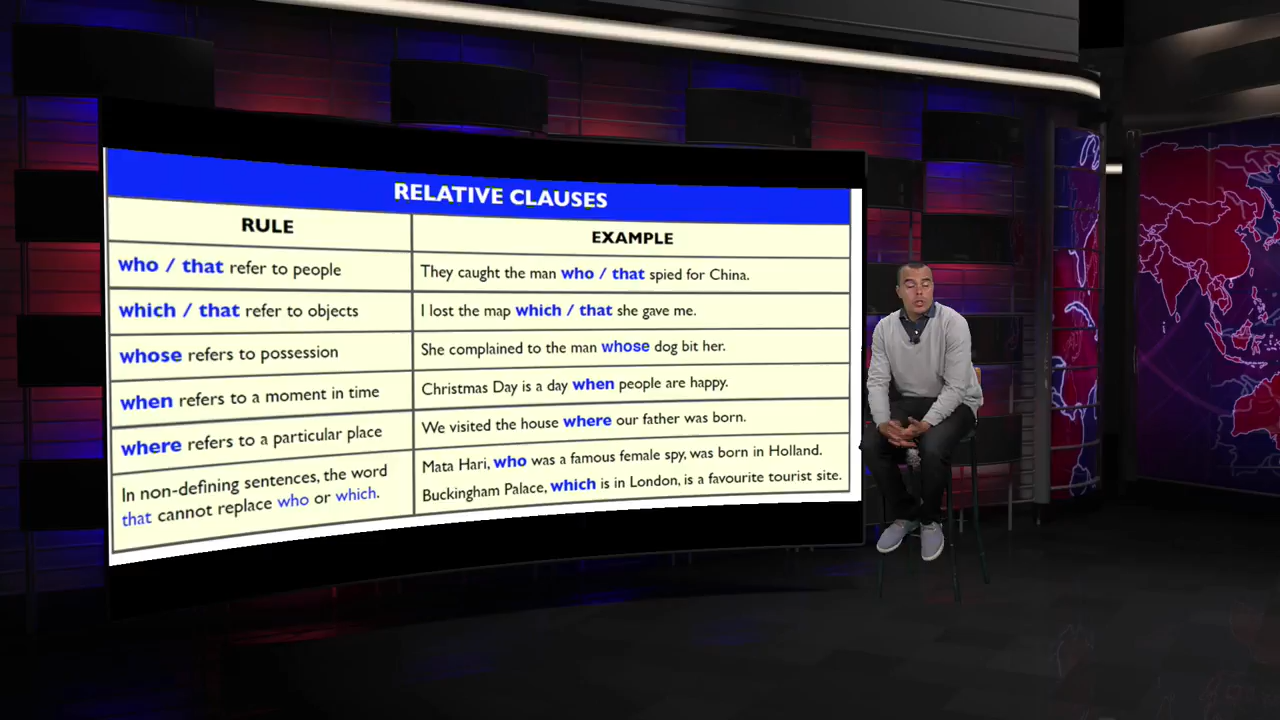 RELATIVE CLAUSES
RULE
EXAMPLE
who / that refer to people
They caught the man who / that spied for China.
which / that refer to objects
I lost the map which / that she gave me.
whose refers to possession
She complained to the man whose dog bit her.
when refers to a moment in time
Christmas Day is a day when people are happy.
where refers to a particular place
We visited the house where our father was born.
In non-defining sentences, the word
that cannot replace who or which.
Mata Hari, who was a famous female spy, was born in Holland.
Buckingham Palace, which is in London, is a favourite tourist site.